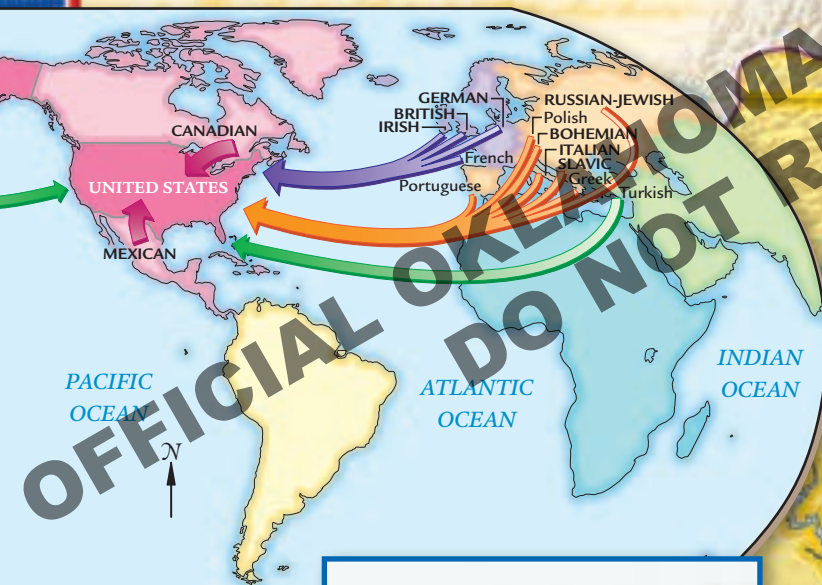 GERMAN
BRITISH
IRISH
RUSSIAN-JEWISH
Polish
BOHEMIAN
ITALIAN
SLAVIC
French
Greek
Portuguese
Turkish
CANADIAN
UNITED STATES
MEXICAN
PACIFIC
OCEAN
ATLANTIC
OCEAN
INDIAN
OCEAN
N
OFFICIAL
DO NOT